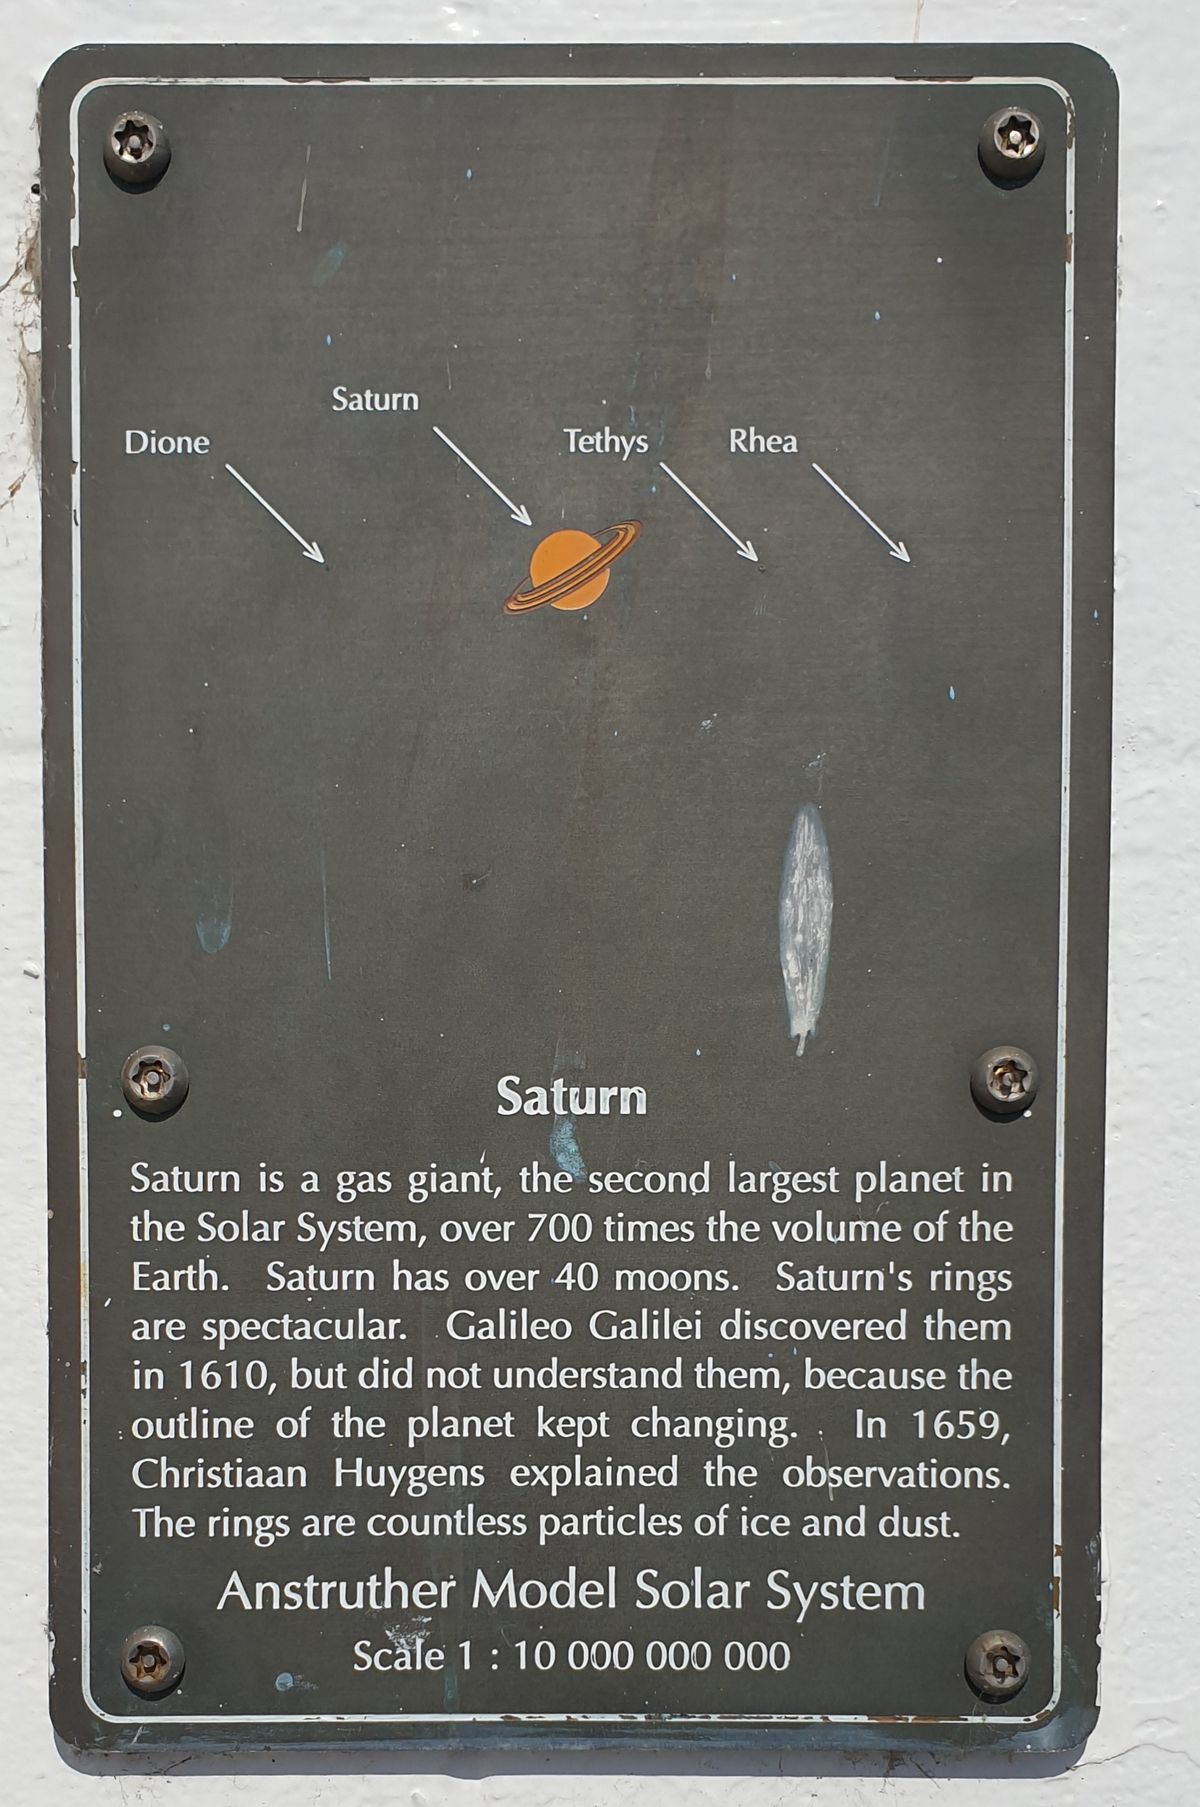 Saturn
Dione
Tethys
Rhea
Saturn
Saturn is a gas giant, the second largest planet in
the Solar System, over 700 times the volume of the
Earth. Saturn has over 40 moons. Saturn's rings
are spectacular. Galileo Galilei discovered them
in 1610, but did not understand them, because the
outline of the planet kept changing. In 1659,
Christiaan Huygens explained the observations.
The rings are countless particles of ice and dust.
Anstruther Model Solar System
Scale 1 : 10 000 000 000